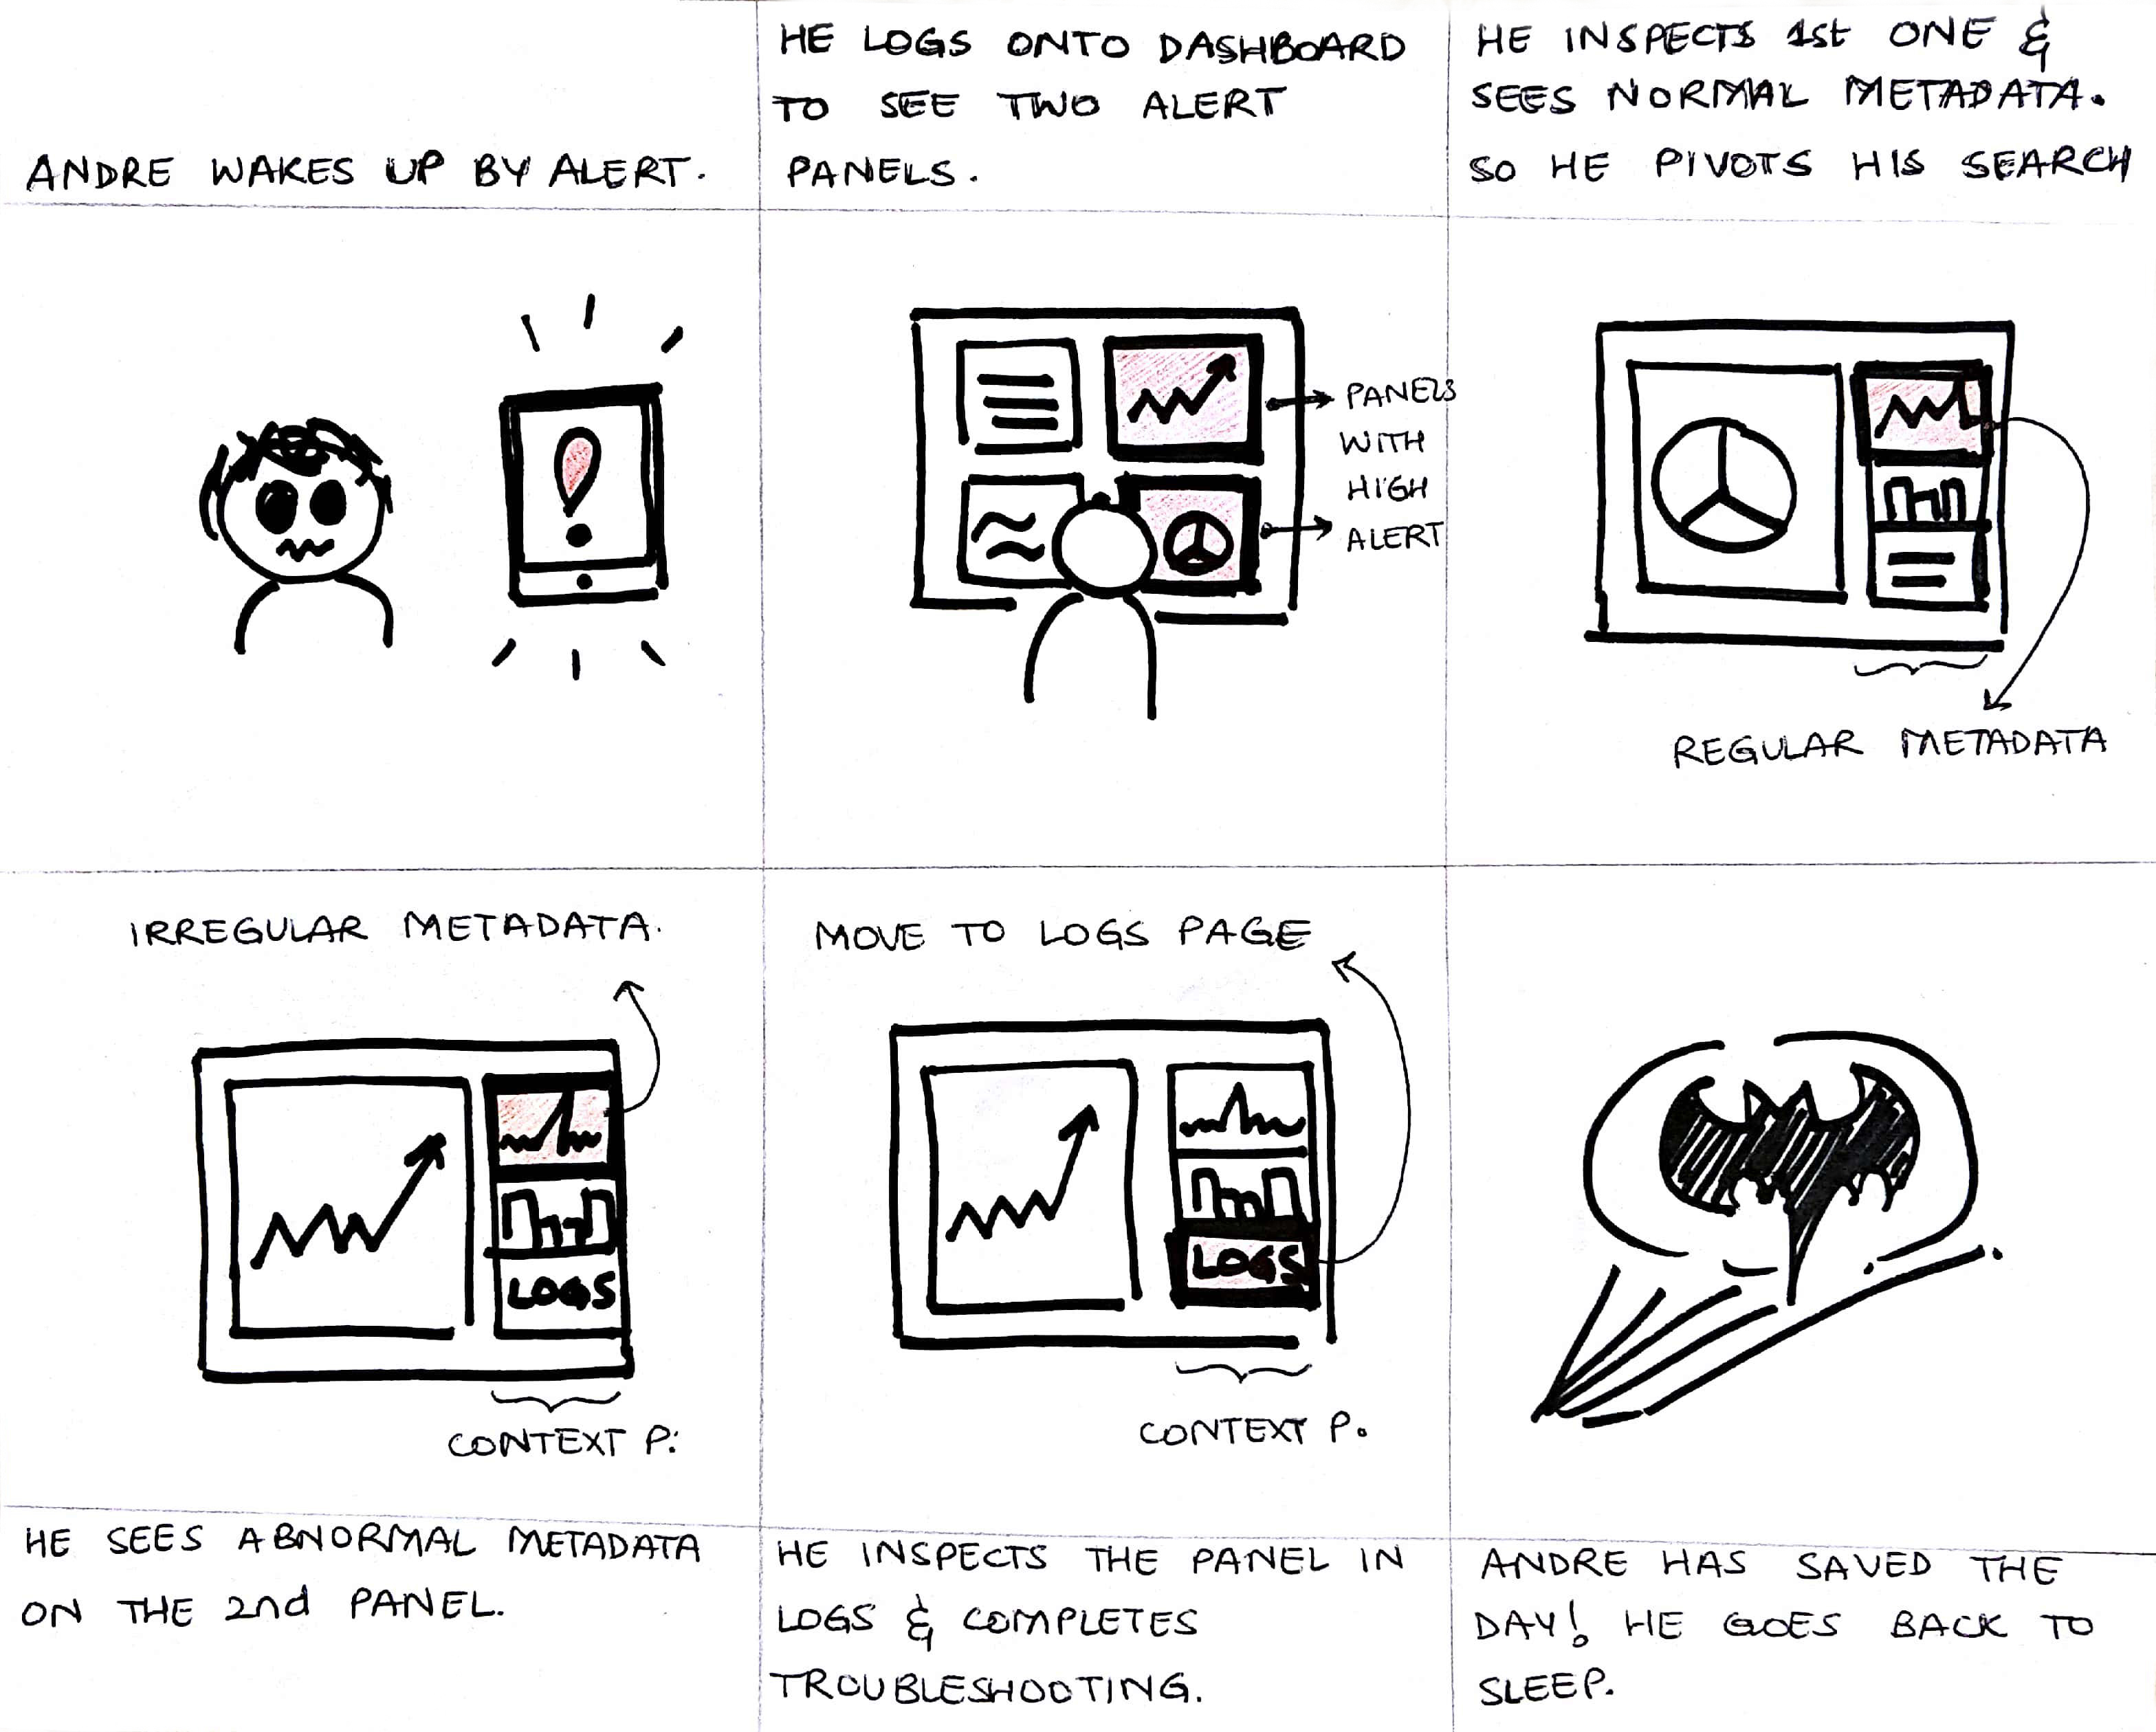 ANDRE WAKES UP BY ALERT.
HE LOGS ONTO DASHBOARD
TO SEE TWO ALERT
PANELS.
HE INSPECTS 1st ONE &
SEES NORMAL METADATA.
SO HE PIVOTS HIS SEARCH
PANELS
WITH
HIGH
ALERT
REGULAR METADATA
IRREGULAR METADATA.
LOGS
CONTEXT P.
HE SEES ABNORMAL METADATA
ON THE 2nd PANEL.
MOVE TO LOGS PAGE
LOGS
CONTEXT P.
HE INSPECTS THE PANEL IN
LOGS & COMPLETES
TROUBLESHOOTING.
ANDRE HAS SAVED THE
DAY! HE GOES BACK TO
SLEEP.